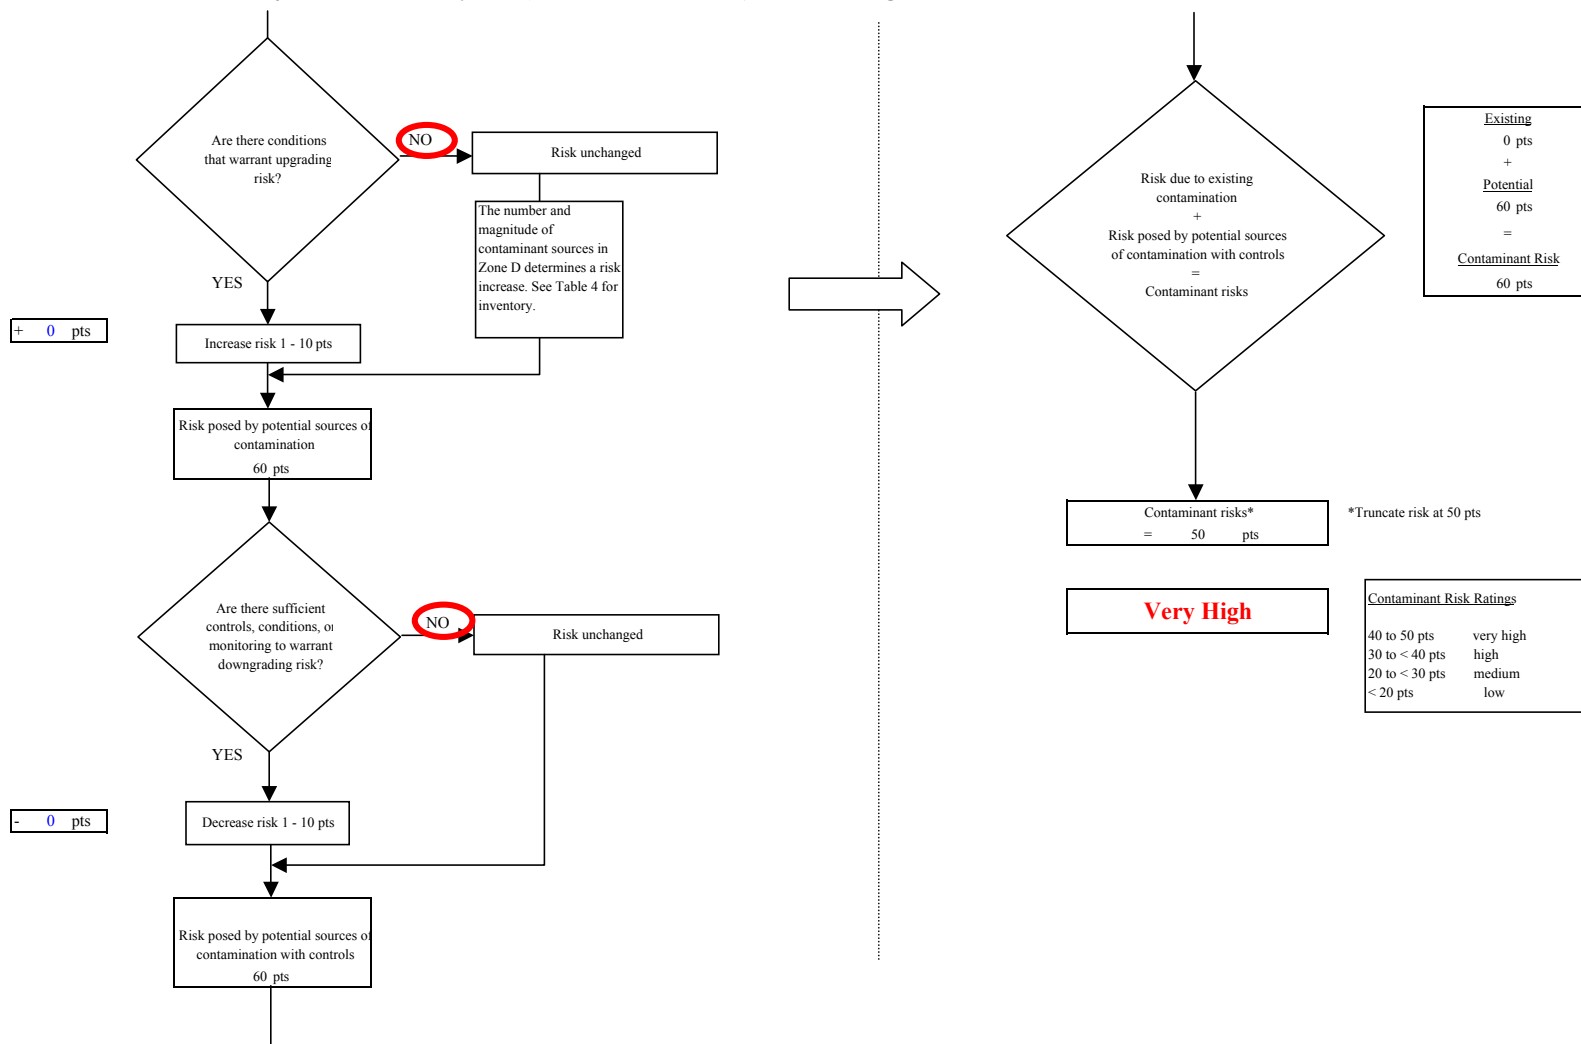 Are there conditions
that warrant upgrading
risk?
NO
Risk unchanged
The number and
magnitude of
contaminant sources in
Zone D determines a risk
increase. See Table 4 for
inventory.
YES
+ 0 pts
Increase risk 1 - 10 pts
Risk posed by potential sources of
contamination
60 pts
Are there sufficient
controls, conditions, or
monitoring to warrant
downgrading risk?
NO
Risk unchanged
YES
- 0 pts
Decrease risk 1 - 10 pts
Risk posed by potential sources of
contamination with controls
60 pts
Risk due to existing
contamination
+
Risk posed by potential sources
of contamination with controls
=
Contaminant risks
Existing
0 pts
+
Potential
60 pts
=
Contaminant Risk
60 pts
Contaminant risks*
= 50 pts
*Truncate risk at 50 pts
Very High
Contaminant Risk Ratings
40 to 50 pts very high
30 to < 40 pts high
20 to < 30 pts medium
< 20 pts low